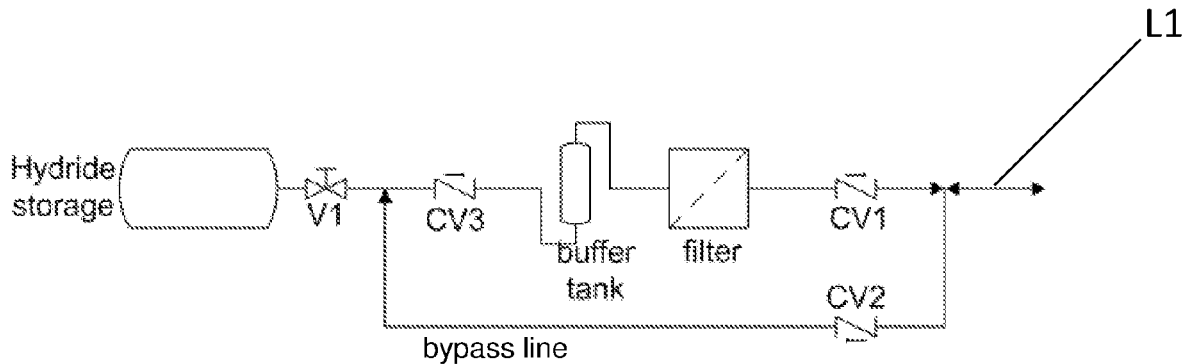 L1
Hydride
storage
V1
CV3
buffer
tank
filter
CV1
CV2
bypass line